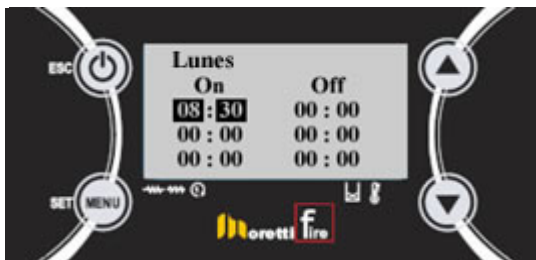 Lunes
On Off
08 : 30 00 : 00
00 : 00 00 : 00
00 : 00 00 : 00
ESC
SET MENU
Moretti fire